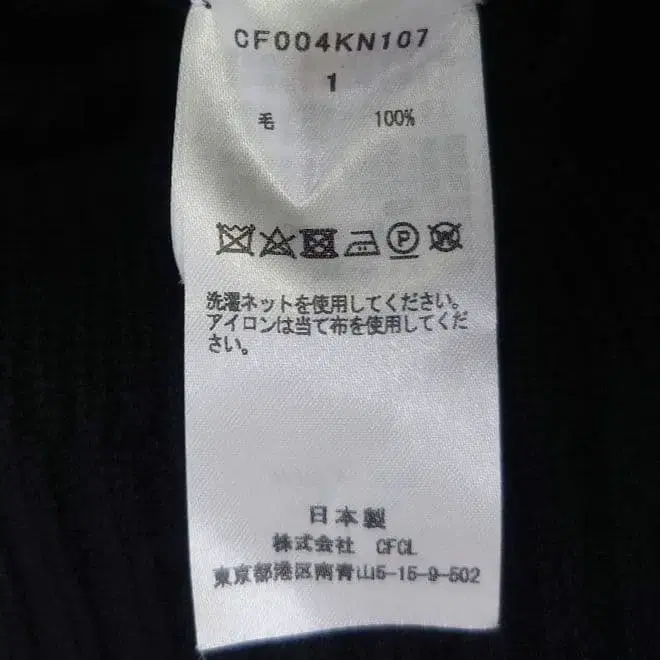 CF004KN107
1
毛 100%
P W
洗濯ネットを使用してください。
アイロンは当て布を使用してくだ
さい。
日本製
株式会社 CFCL
東京都港区南青山5-15-9-502